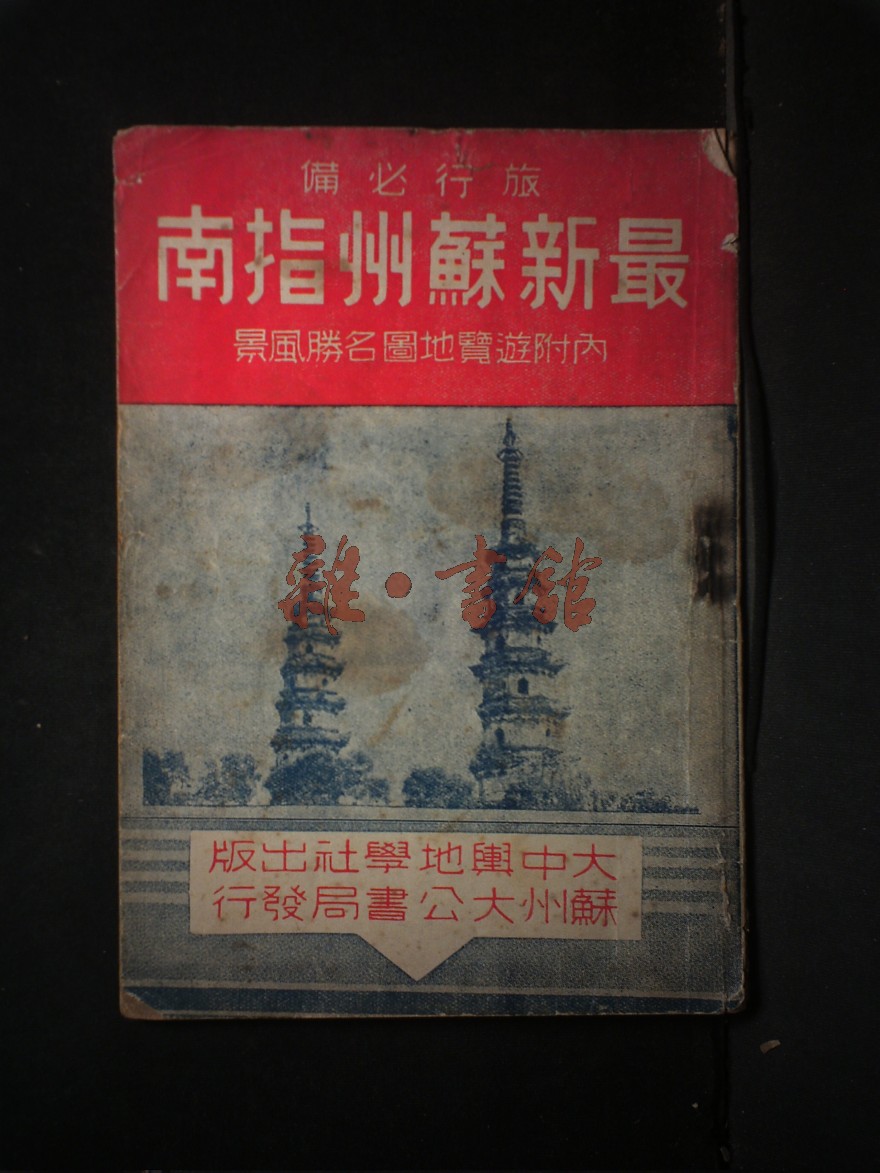 旅行必備
最新蘇州指南
內附遊覽地圖名勝風景
雜·書館
大中輿地學社出版
蘇州大公書局發行